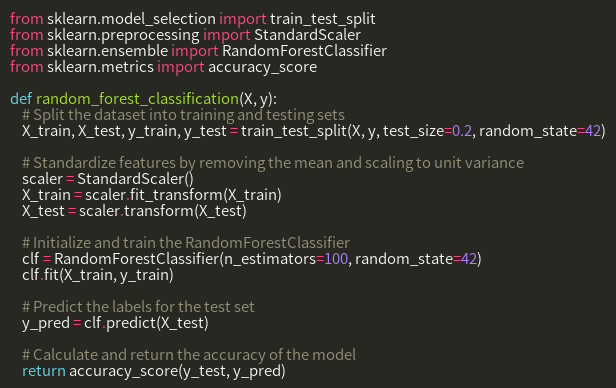 from sklearn.model_selection import train_test_split
from sklearn.preprocessing import StandardScaler
from sklearn.ensemble import RandomForestClassifier
from sklearn.metrics import accuracy_score

def random_forest_classification(X, y):
    # Split the dataset into training and testing sets
    X_train, X_test, y_train, y_test = train_test_split(X, y, test_size=0.2, random_state=42)

    # Standardize features by removing the mean and scaling to unit variance
    scaler = StandardScaler()
    X_train = scaler.fit_transform(X_train)
    X_test = scaler.transform(X_test)

    # Initialize and train the RandomForestClassifier
    clf = RandomForestClassifier(n_estimators=100, random_state=42)
    clf.fit(X_train, y_train)

    # Predict the labels for the test set
    y_pred = clf.predict(X_test)

    # Calculate and return the accuracy of the model
    return accuracy_score(y_test, y_pred)